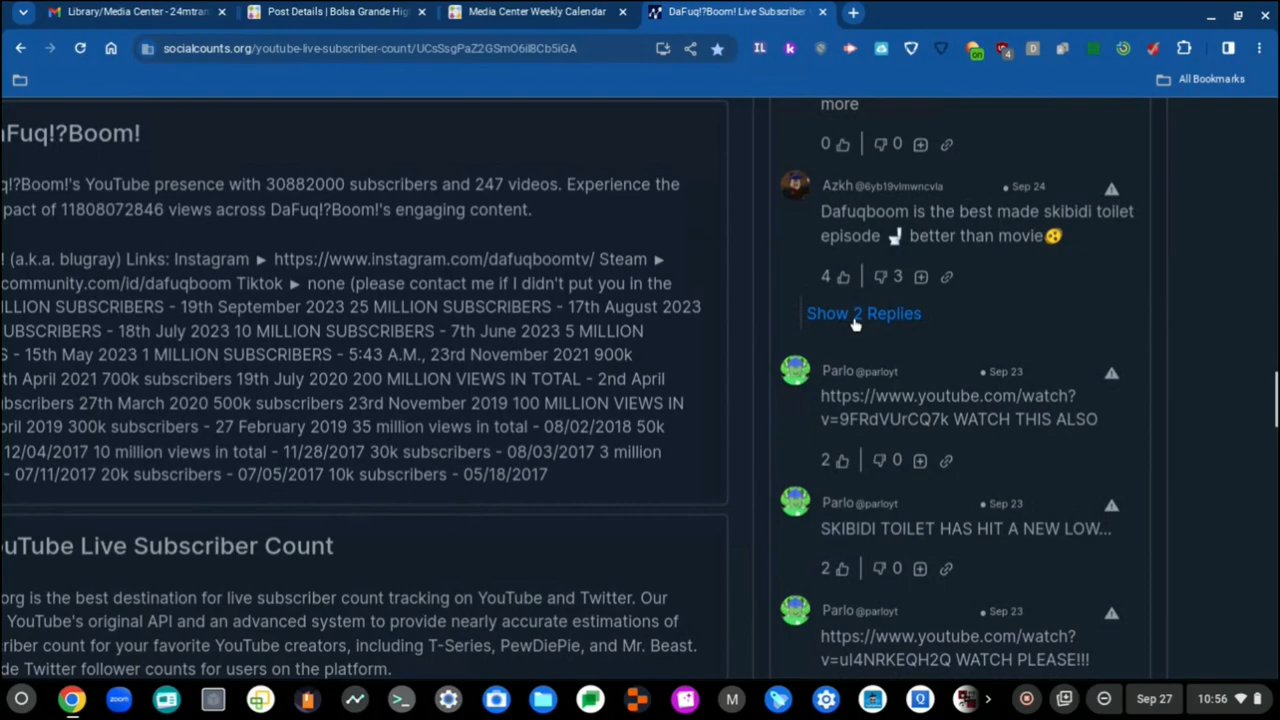 Library/Media Center - 24mtran
Post Details | Bolsa Grande Hig
Media Center Weekly Calendar
DaFuq!?Boom! Live Subscriber
socialcounts.org/youtube-live-subscriber-count/UCsSsgPaZ2GSmO6il8Cb5iGA
IL
k
on
4
D
All Bookmarks
aFuq!?Boom!
q!?Boom!'s YouTube presence with 30882000 subscribers and 247 videos. Experience the
pact of 11808072846 views across DaFuq!?Boom!'s engaging content.
! (a.k.a. blugray) Links: Instagram ► https://www.instagram.com/dafuqboomtv/ Steam ►
community.com/id/dafuqboom Tiktok ► none (please contact me if I didn't put you in the
MILLION SUBSCRIBERS - 19th September 2023 25 MILLION SUBSCRIBERS - 17th August 2023
- 18th July 2023 10 MILLION SUBSCRIBERS - 7th June 2023 5 MILLION
- 15th May 2023 1 MILLION SUBSCRIBERS - 5:43 A.M., 23rd November 2021 900k
th April 2021 700k subscribers 19th July 2020 200 MILLION VIEWS IN TOTAL - 2nd April
ubscribers 27th March 2020 500k subscribers 23rd November 2019 100 MILLION VIEWS IN
pril 2019 300k subscribers - 27 February 2019 35 million views in total - 08/02/2018 50k
- 12/04/2017 10 million views in total - 11/28/2017 30k subscribers - 08/03/2017 3 million
- 07/11/2017 20k subscribers - 07/05/2017 10k subscribers - 05/18/2017
ouTube Live Subscriber Count
org is the best destination for live subscriber count tracking on YouTube and Twitter. Our
YouTube's original API and an advanced system to provide nearly accurate estimations of
riber count for your favorite YouTube creators, including T-Series, PewDiePie, and Mr. Beast.
de Twitter follower counts for users on the platform.
more
0 0
Azkh @6yb19vlmwncvla • Sep 24
Dafuqboom is the best made skibidi toilet
episode 🚽 better than movie
4 3
Show 2 Replies
Parlo @parloyt • Sep 23
https://www.youtube.com/watch?
v=9FRdVUrCQ7k WATCH THIS ALSO
2 0
Parlo @parloyt • Sep 23
SKIBIDI TOILET HAS HIT A NEW LOW...
2 0
Parlo @parloyt • Sep 23
https://www.youtube.com/watch?
v=uI4NRKEQH2Q WATCH PLEASE!!!
zoom
M
Q
Sep 27
10:56